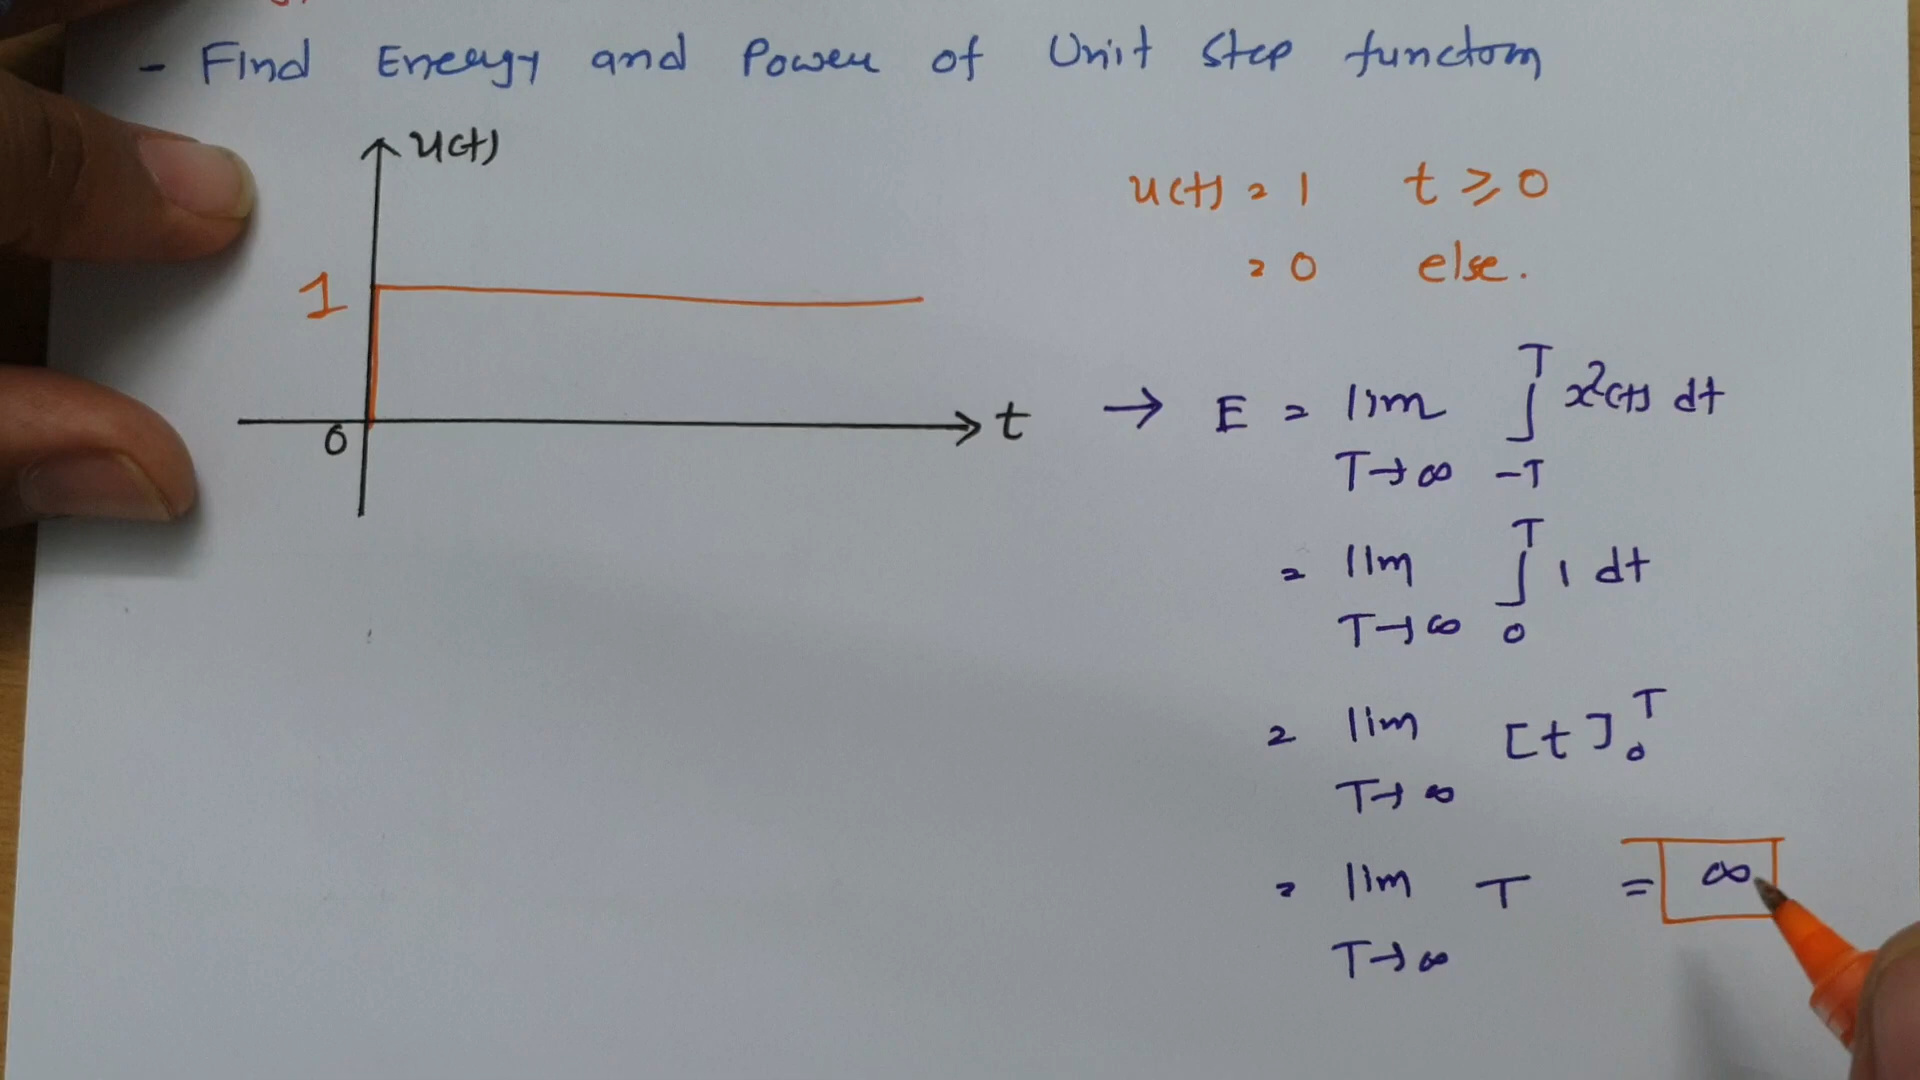 - Find Energy and Power of Unit Step function
u(t)
1
0
t
u(t) = 1 t ≥ 0
= 0 else.
→ E = lim T→∞ ∫_{-T}^{T} x²(t) dt
= lim T→∞ ∫_{0}^{T} 1 dt
= lim T→∞ [t]_{0}^{T}
= lim T→∞ T = ∞